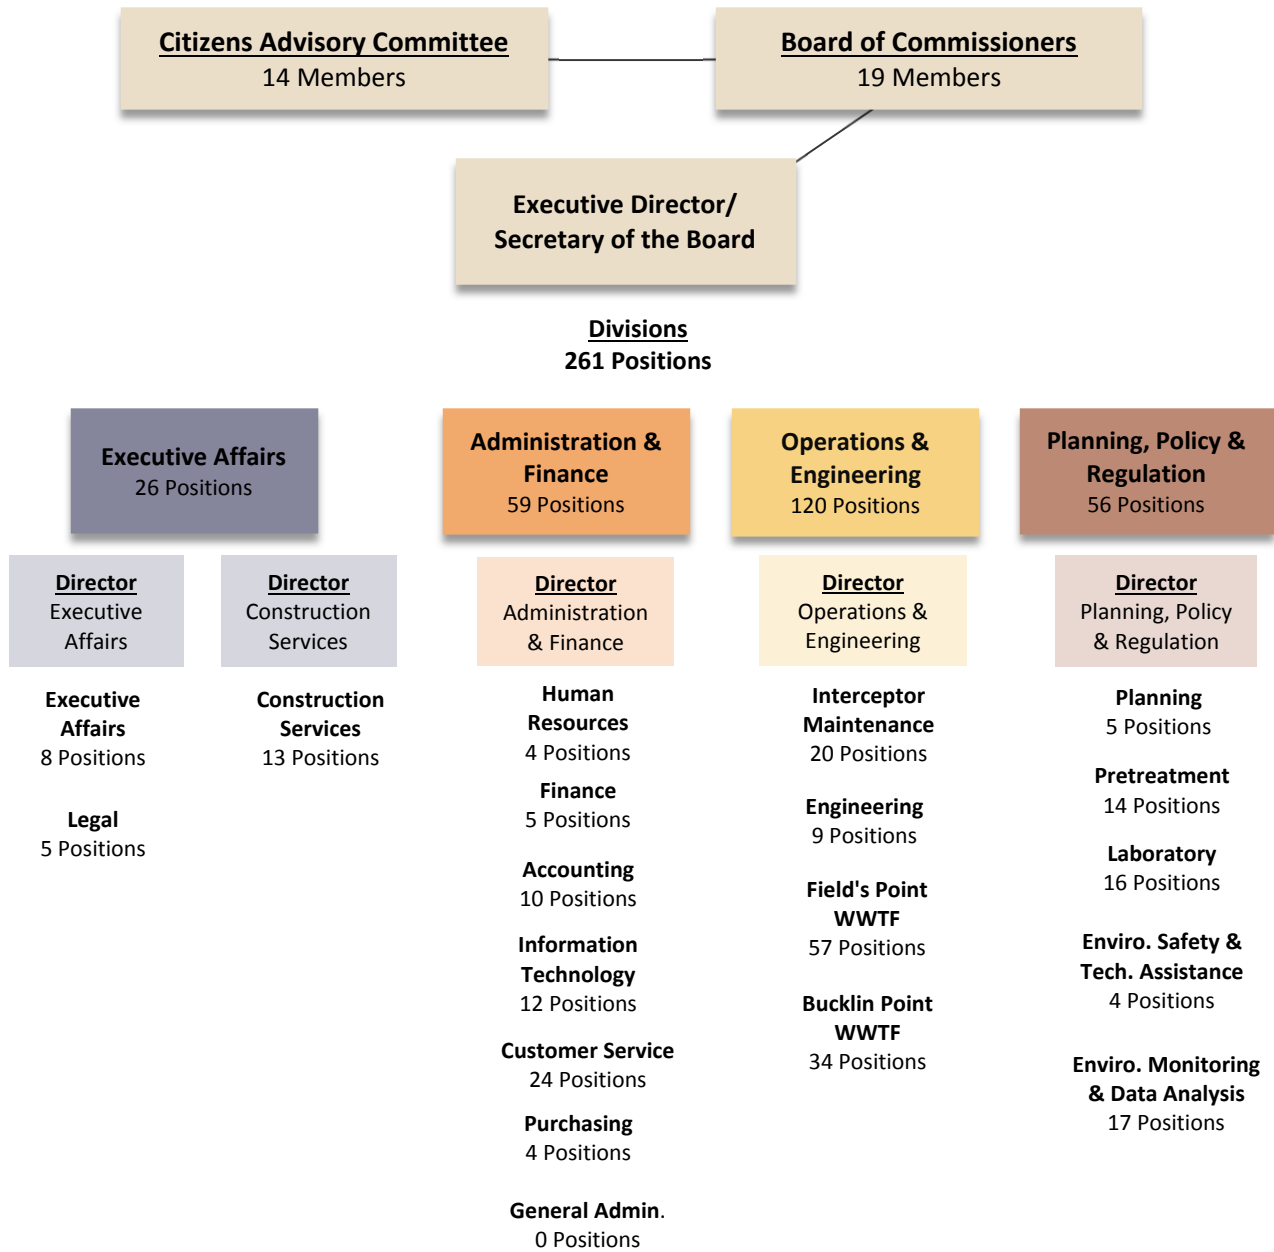 Citizens Advisory Committee
14 Members
Board of Commissioners
19 Members
Executive Director/
Secretary of the Board
Divisions
261 Positions
Executive Affairs
26 Positions
Administration &
Finance
59 Positions
Operations &
Engineering
120 Positions
Planning, Policy &
Regulation
56 Positions
Director
Executive
Affairs
Director
Construction
Services
Director
Administration
& Finance
Director
Operations &
Engineering
Director
Planning, Policy
& Regulation
Executive
Affairs
8 Positions
Legal
5 Positions
Construction
Services
13 Positions
Human
Resources
4 Positions
Finance
5 Positions
Accounting
10 Positions
Information
Technology
12 Positions
Customer Service
24 Positions
Purchasing
4 Positions
General Admin.
0 Positions
Interceptor
Maintenance
20 Positions
Engineering
9 Positions
Field's Point
WWTF
57 Positions
Bucklin Point
WWTF
34 Positions
Planning
5 Positions
Pretreatment
14 Positions
Laboratory
16 Positions
Enviro. Safety &
Tech. Assistance
4 Positions
Enviro. Monitoring
& Data Analysis
17 Positions